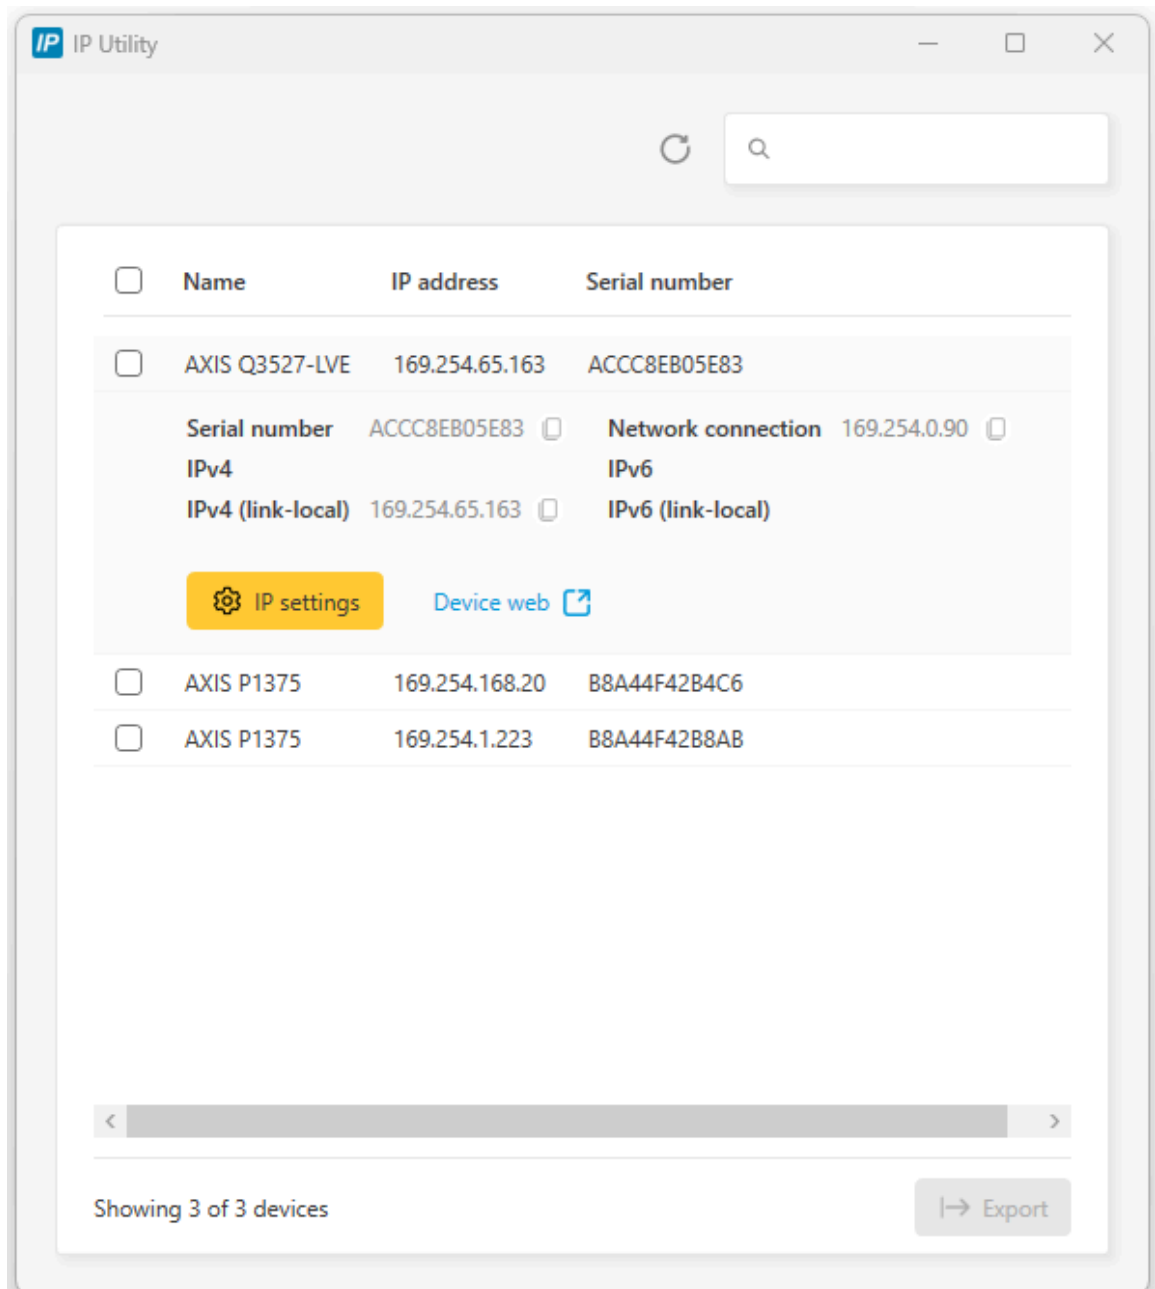 IP IP Utility
Name IP address Serial number
AXIS Q3527-LVE 169.254.65.163 ACCC8EB05E83
Serial number ACCC8EB05E83 Network connection 169.254.0.90
IPv4 IPv6
IPv4 (link-local) 169.254.65.163 IPv6 (link-local)
IP settings Device web
AXIS P1375 169.254.168.20 B8A44F42B4C6
AXIS P1375 169.254.1.223 B8A44F42B8AB
Showing 3 of 3 devices Export